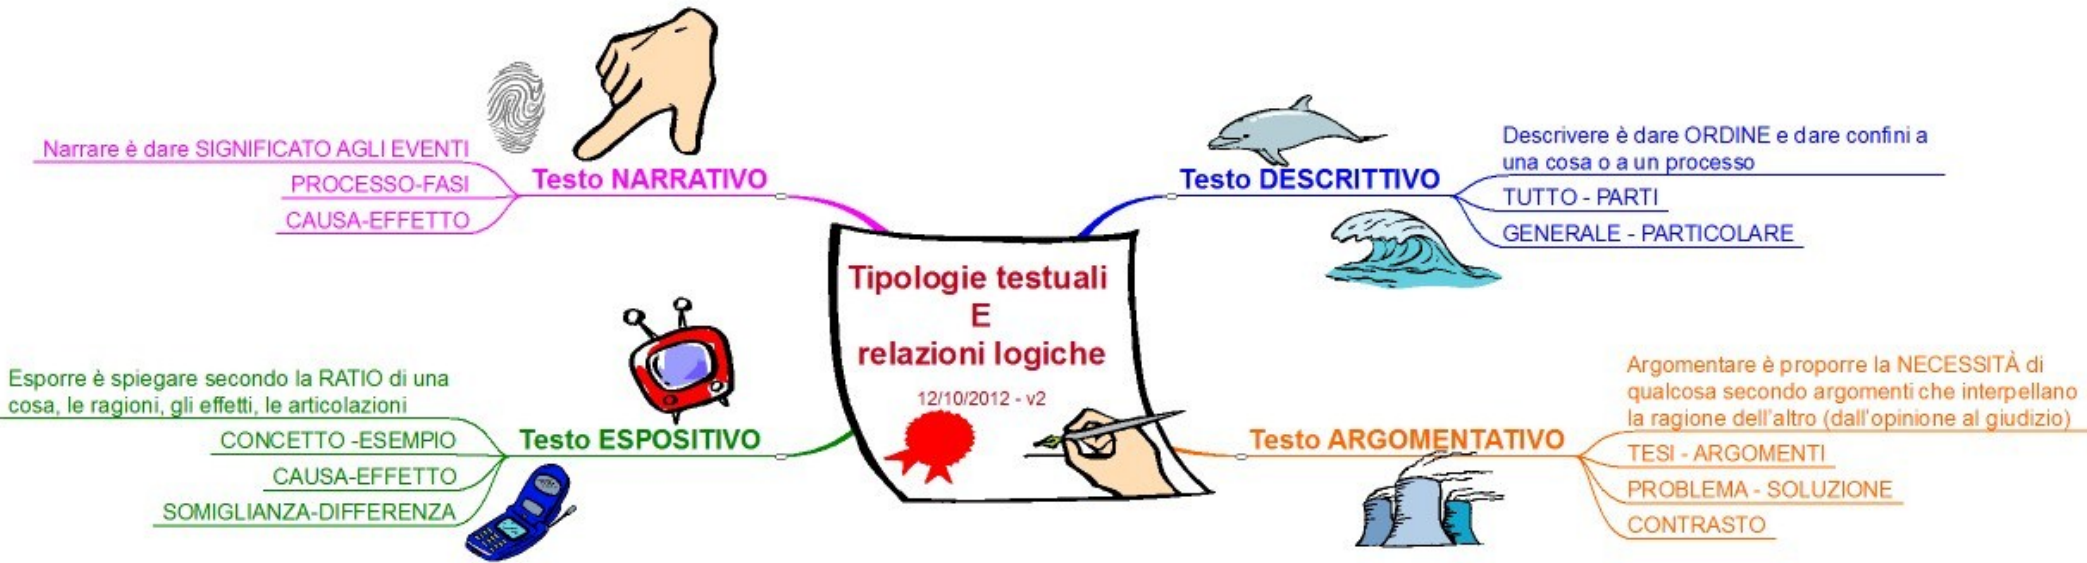 Tipologie testuali
E
relazioni logiche
12/10/2012 - v2
Testo NARRATIVO
Narrare è dare SIGNIFICATO AGLI EVENTI
PROCESSO-FASI
CAUSA-EFFETTO
Testo DESCRITTIVO
Descrivere è dare ORDINE e dare confini a
una cosa o a un processo
TUTTO - PARTI
GENERALE - PARTICOLARE
Testo ESPOSITIVO
Esporre è spiegare secondo la RATIO di una
cosa, le ragioni, gli effetti, le articolazioni
CONCETTO -ESEMPIO
CAUSA-EFFETTO
SOMIGLIANZA-DIFFERENZA
Testo ARGOMENTATIVO
Argomentare è proporre la NECESSITÀ di
qualcosa secondo argomenti che interpellano
la ragione dell'altro (dall'opinione al giudizio)
TESI - ARGOMENTI
PROBLEMA - SOLUZIONE
CONTRASTO